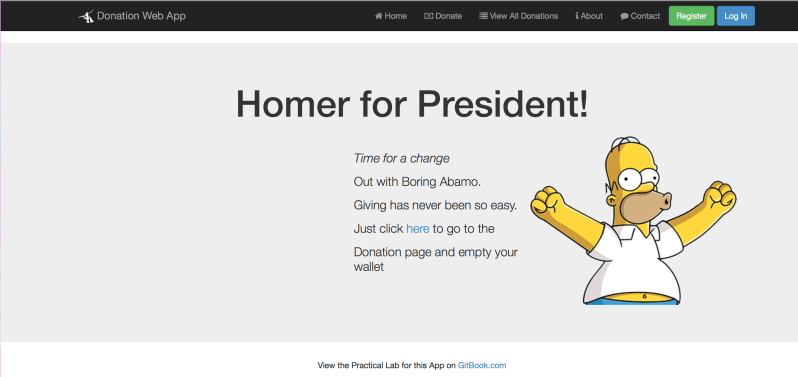 Donation Web App Home Donate View All Donations About Contact Register Log In
Homer for President!
Time for a change
Out with Boring Abamo.
Giving has never been so easy.
Just click here to go to the
Donation page and empty your
wallet
View the Practical Lab for this App on GitBook.com